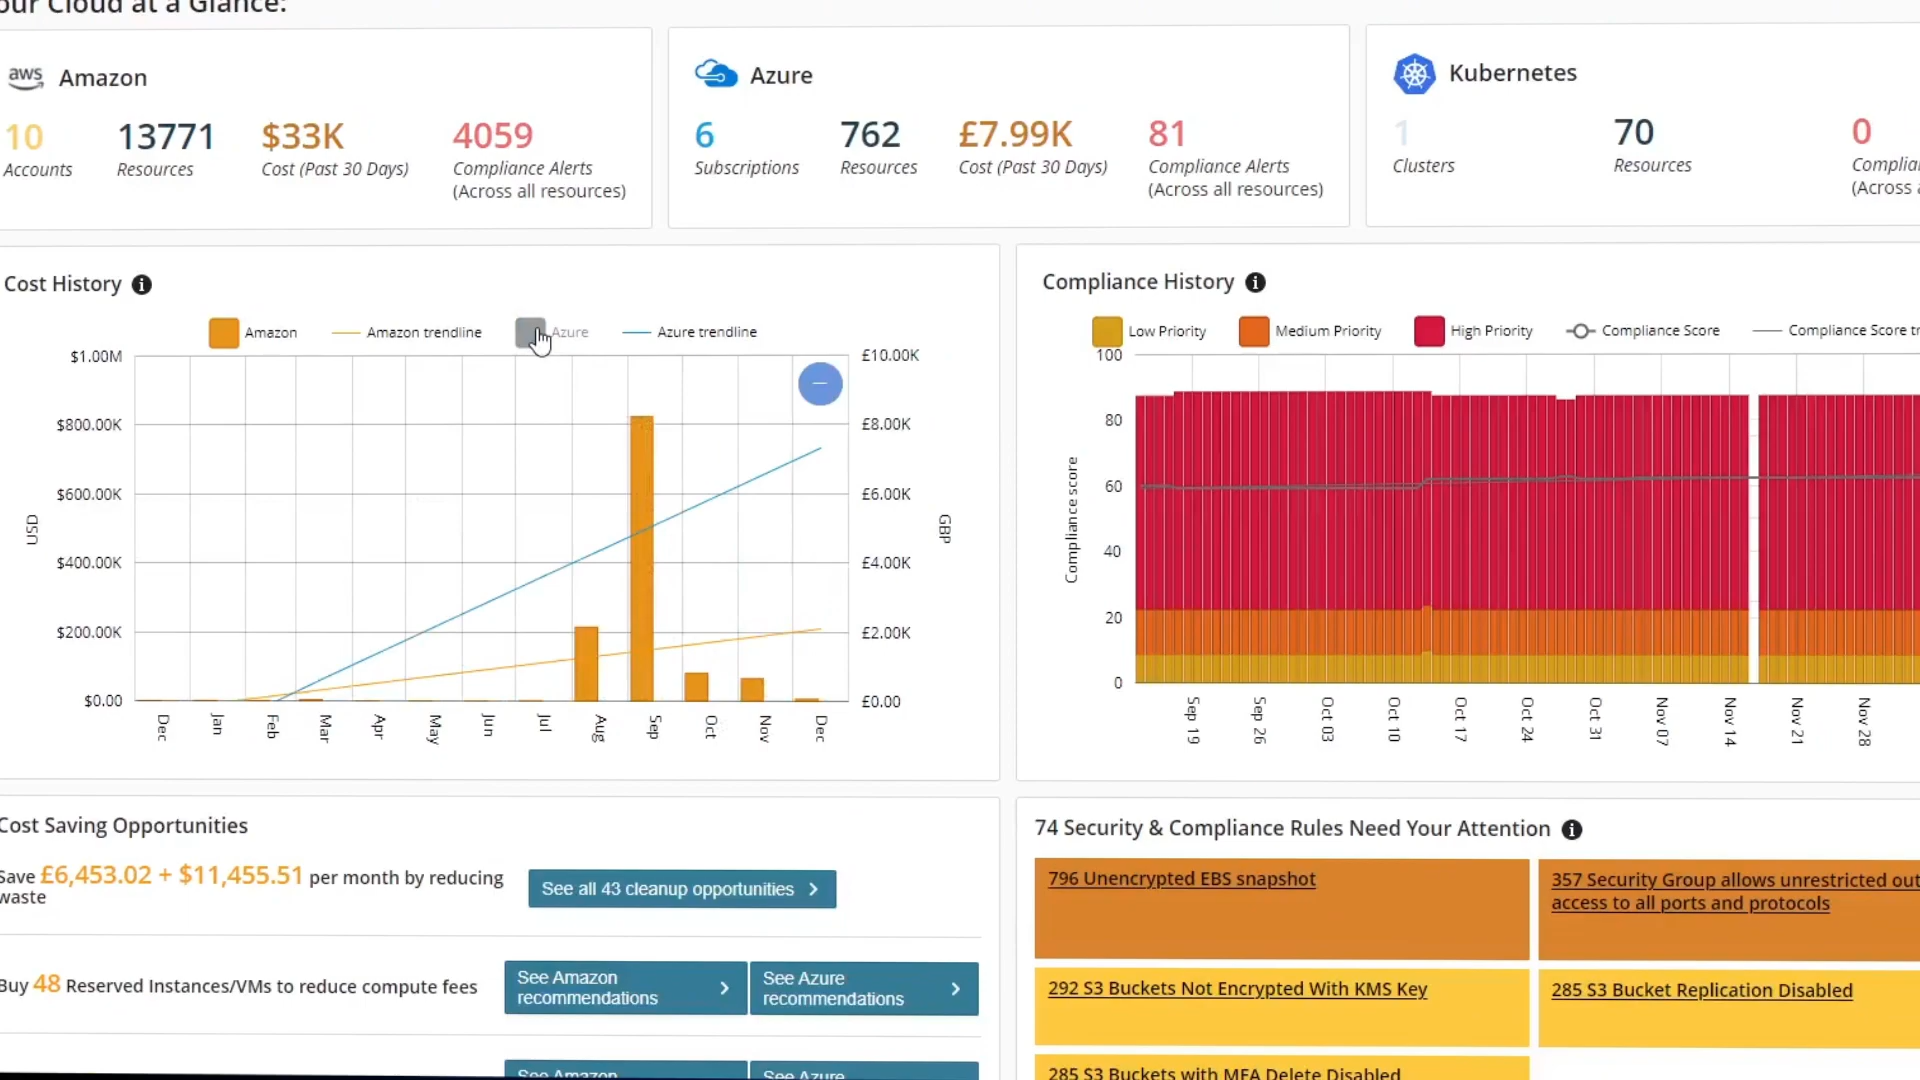 our Cloud at a Glance:
aws Amazon
10 13771 $33K 4059
Accounts Resources Cost (Past 30 Days) Compliance Alerts
(Across all resources)
Azure
6 762 £7.99K 81
Subscriptions Resources Cost (Past 30 Days) Compliance Alerts
(Across all resources)
Kubernetes
1 70 0
Clusters Resources Complia
(Across a
Cost History i
Amazon Amazon trendline Azure Azure trendline
$1.00M
$800.00K
$600.00K
$400.00K
$200.00K
$0.00
USD
£10.00K
£8.00K
£6.00K
£4.00K
£2.00K
£0.00
GBP
Dec Jan Feb Mar Apr May Jun Jul Aug Sep Oct Nov Dec
Compliance History i
Low Priority Medium Priority High Priority Compliance Score Compliance Score tr
Compliance score
100
80
60
40
20
0
Sep 19 Sep 26 Oct 03 Oct 10 Oct 17 Oct 24 Oct 31 Nov 07 Nov 14 Nov 21 Nov 28
Cost Saving Opportunities
Save £6,453.02 + $11,455.51 per month by reducing
waste
See all 43 cleanup opportunities
Buy 48 Reserved Instances/VMs to reduce compute fees
See Amazon
recommendations
See Azure
recommendations
See Amazon
See Azure
74 Security & Compliance Rules Need Your Attention i
796 Unencrypted EBS snapshot
357 Security Group allows unrestricted out
access to all ports and protocols
292 S3 Buckets Not Encrypted With KMS Key
285 S3 Bucket Replication Disabled
285 S3 Buckets with MFA Delete Disabled